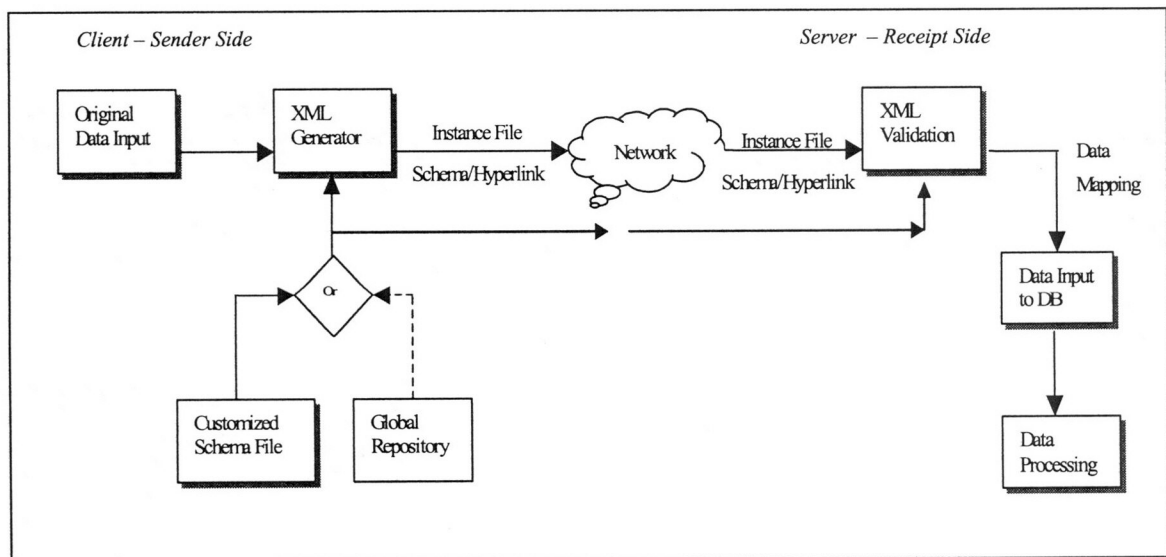 Client – Sender Side
Server – Receipt Side
Original
Data Input
XML
Generator
Instance File
Schema/Hyperlink
Network
Instance File
Schema/Hyperlink
XML
Validation
Data
Mapping
Or
Data Input
to DB
Customized
Schema File
Global
Repository
Data
Processing